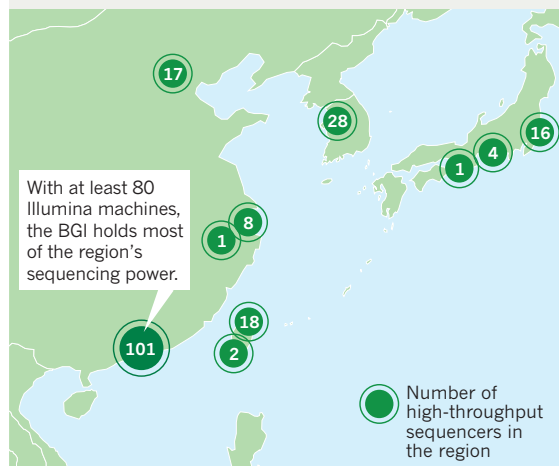 17
28
16
4
1
With at least 80
Illumina machines,
the BGI holds most
of the region's
sequencing power.
8
1
18
101
2
Number of
high-throughput
sequencers in
the region